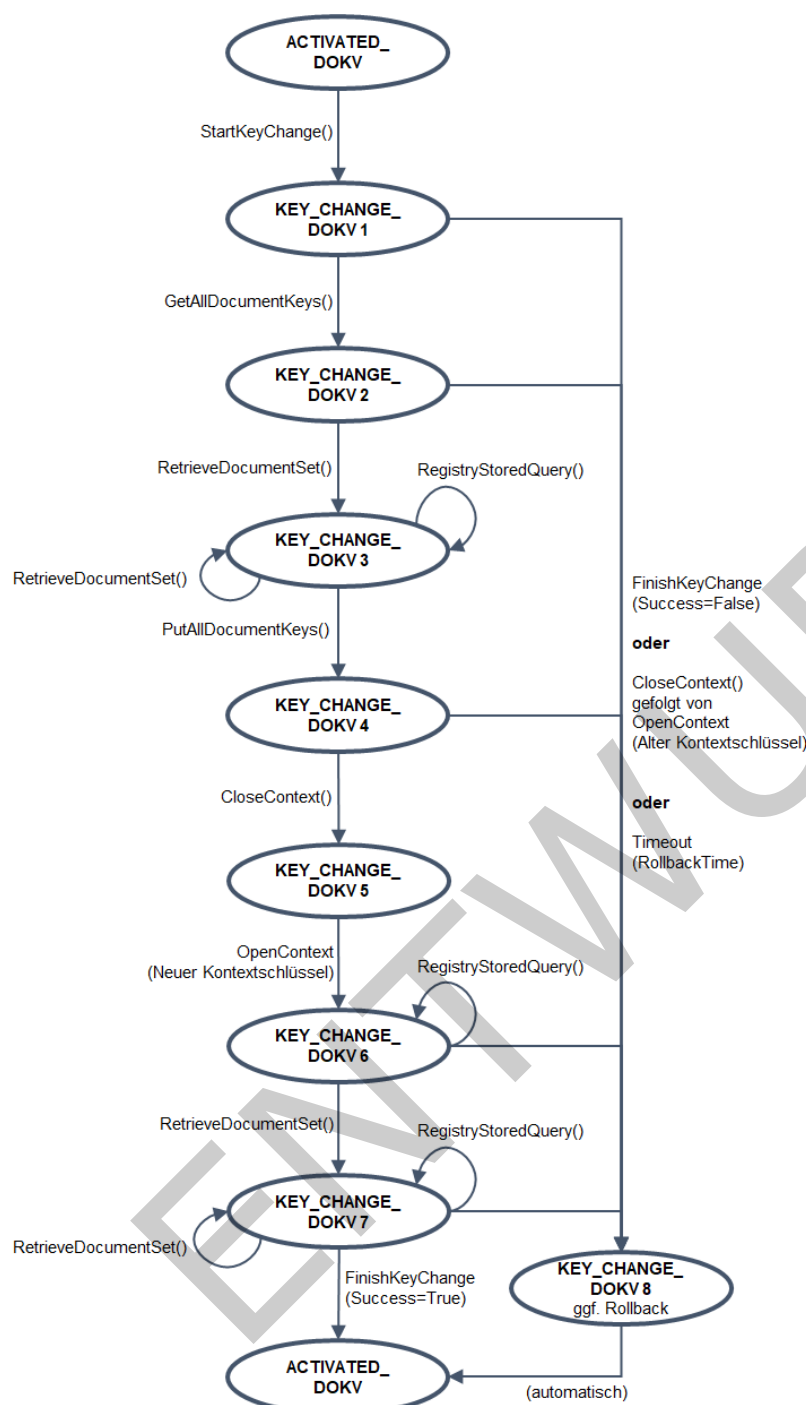 ACTIVATED_
DOKV
StartKeyChange()
KEY_CHANGE_
DOKV 1
GetAllDocumentKeys()
KEY_CHANGE_
DOKV 2
RetrieveDocumentSet()
RegistryStoredQuery()
KEY_CHANGE_
DOKV 3
RetrieveDocumentSet()
PutAllDocumentKeys()
FinishKeyChange
(Success=False)
oder
CloseContext()
gefolgt von
OpenContext
(Alter Kontextschlüssel)
oder
Timeout
(RollbackTime)
KEY_CHANGE_
DOKV 4
CloseContext()
KEY_CHANGE_
DOKV 5
OpenContext
(Neuer Kontextschlüssel)
RegistryStoredQuery()
KEY_CHANGE_
DOKV 6
RetrieveDocumentSet()
RegistryStoredQuery()
KEY_CHANGE_
DOKV 7
RetrieveDocumentSet()
FinishKeyChange
(Success=True)
KEY_CHANGE_
DOKV 8
ggf. Rollback
ACTIVATED_
DOKV
(automatisch)
ENTWU